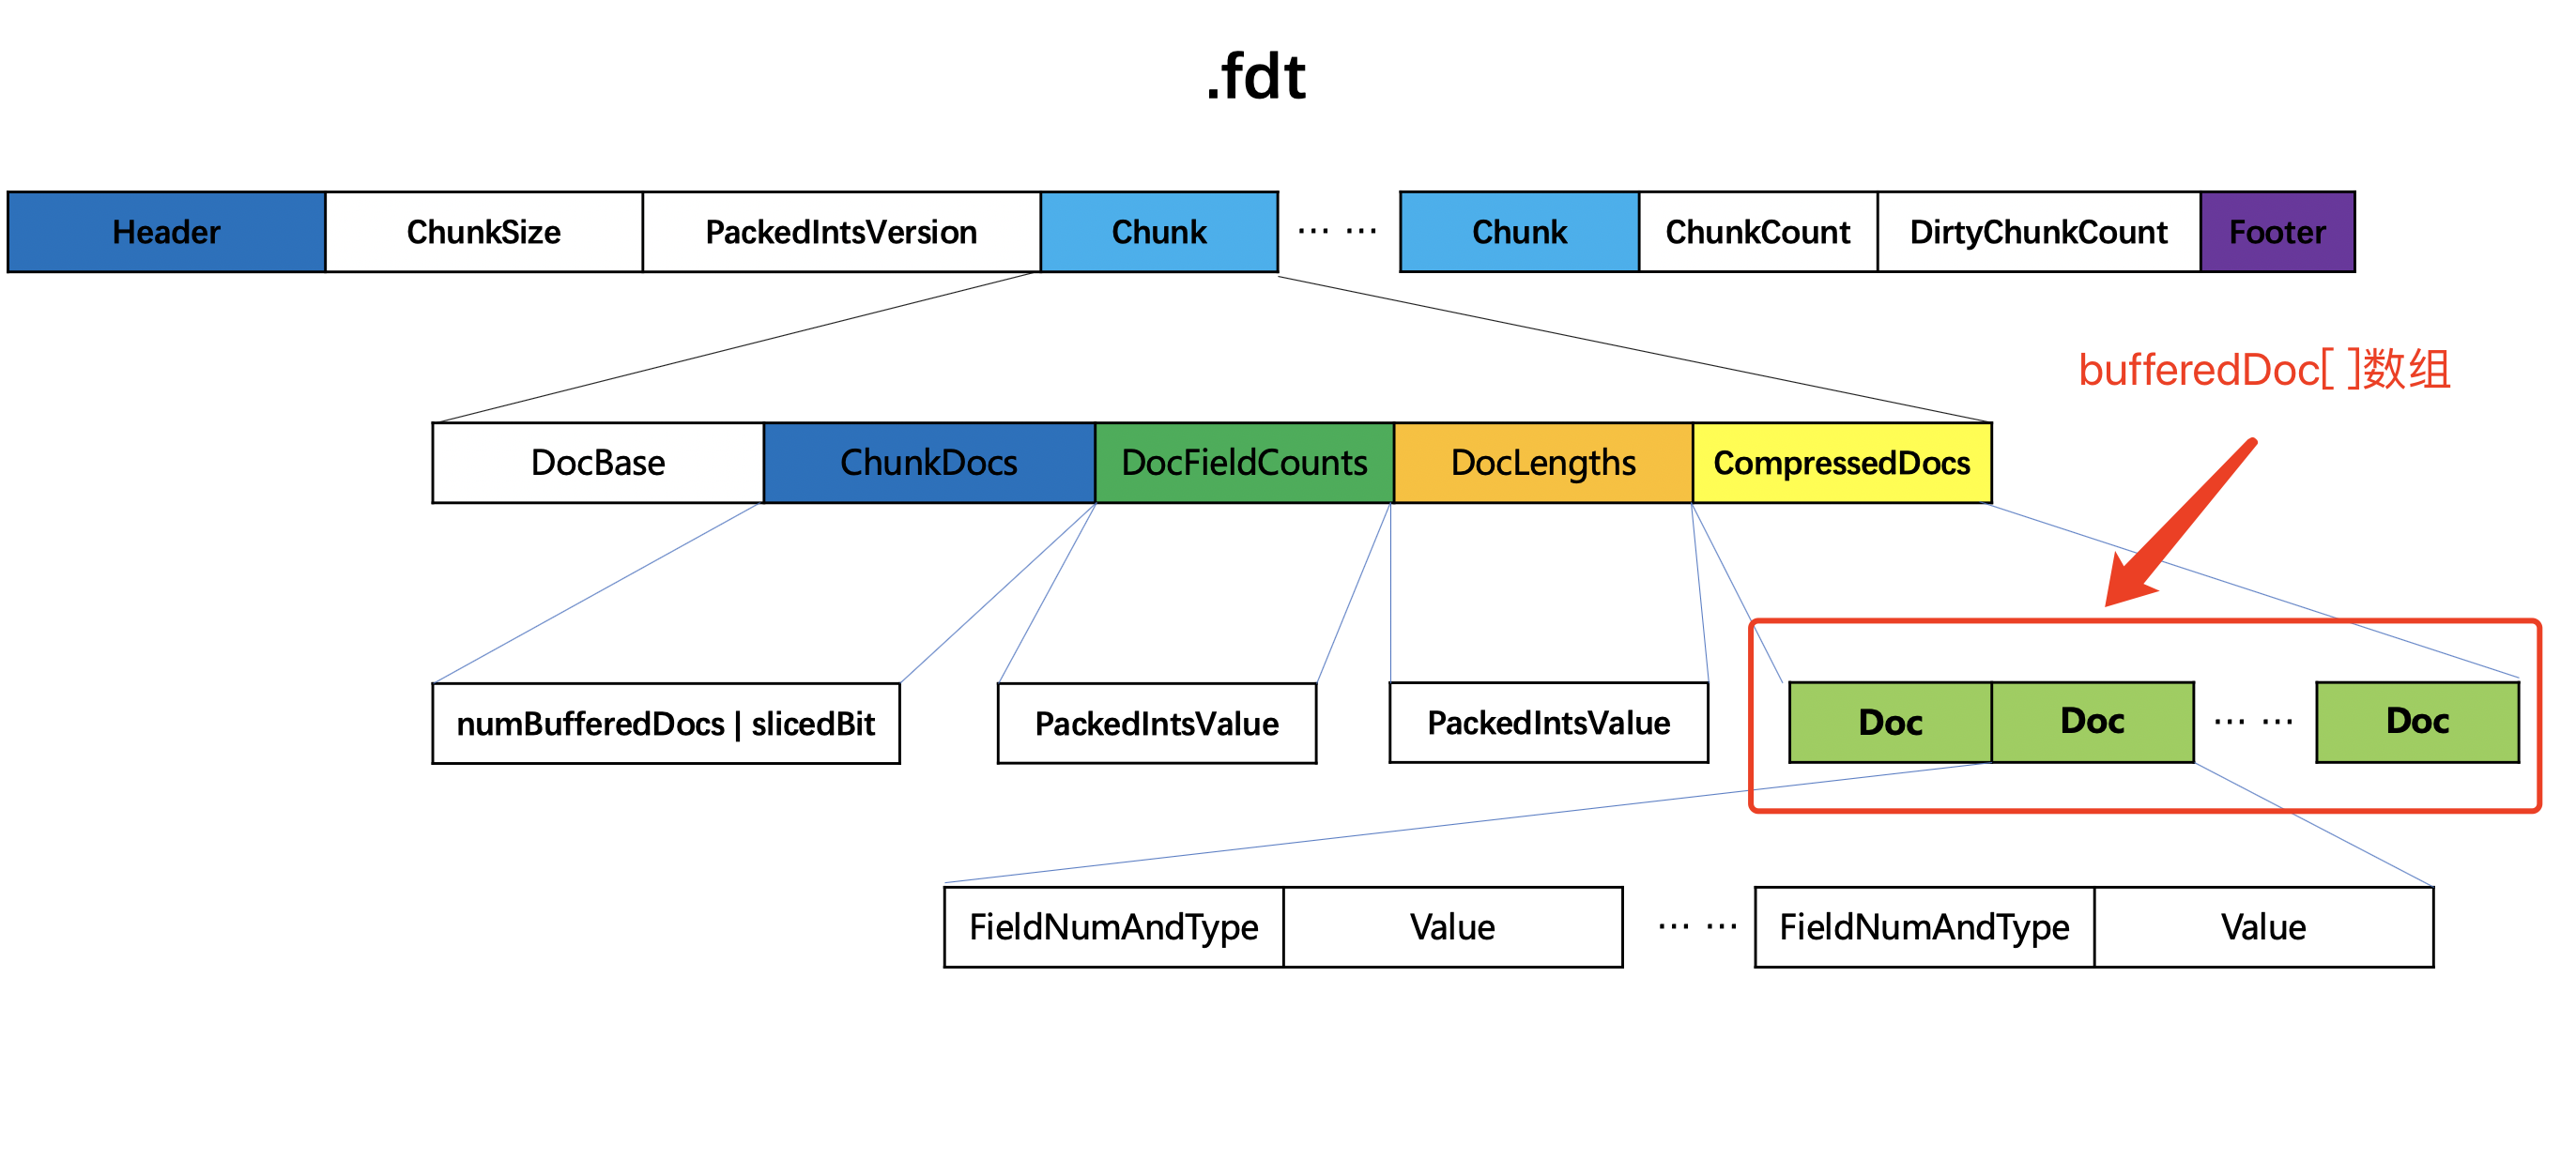 .fdt
Header ChunkSize PackedIntsVersion Chunk ... ... Chunk ChunkCount DirtyChunkCount Footer
bufferedDoc[ ]数组
DocBase ChunkDocs DocFieldCounts DocLengths CompressedDocs
numBufferedDocs | slicedBit PackedIntsValue PackedIntsValue Doc Doc ... ... Doc
FieldNumAndType Value ... ... FieldNumAndType Value